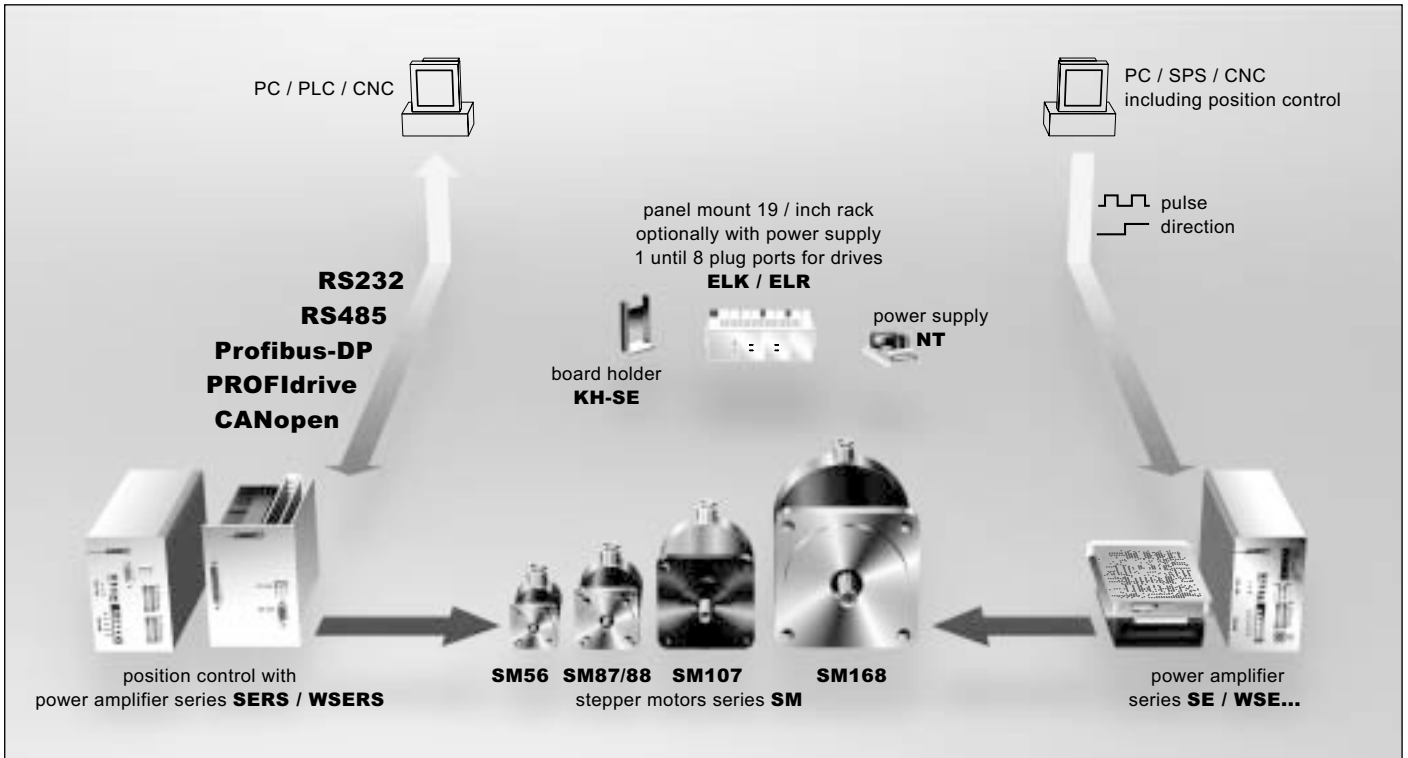 PC / PLC / CNC
PC / SPS / CNC
including position control
pulse
direction
panel mount 19 / inch rack
optionally with power supply
1 until 8 plug ports for drives
ELK / ELR
RS232
RS485
Profibus-DP
PROFIdrive
CANopen
board holder
KH-SE
power supply
NT
position control with
power amplifier series SERS / WSERS
SM56 SM87/88 SM107 SM168
stepper motors series SM
power amplifier
series SE / WSE...